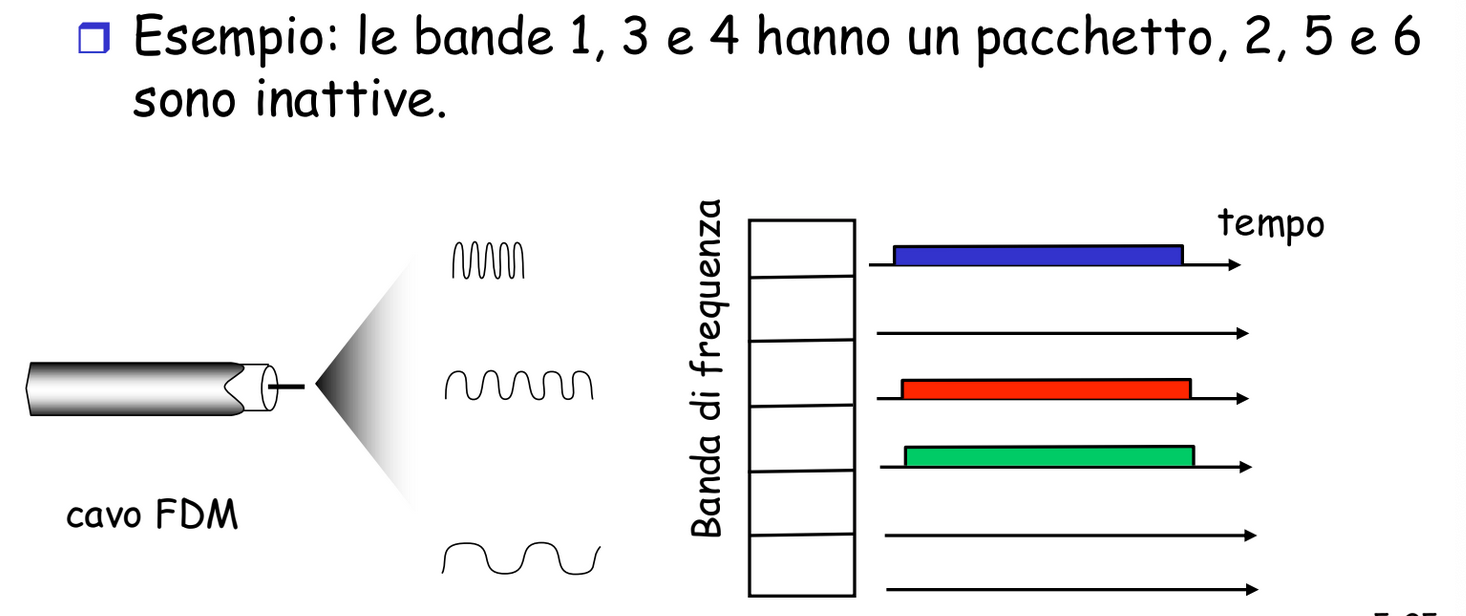 Esempio: le bande 1, 3 e 4 hanno un pacchetto, 2, 5 e 6
sono inattive.
tempo
Banda di frequenza
cavo FDM